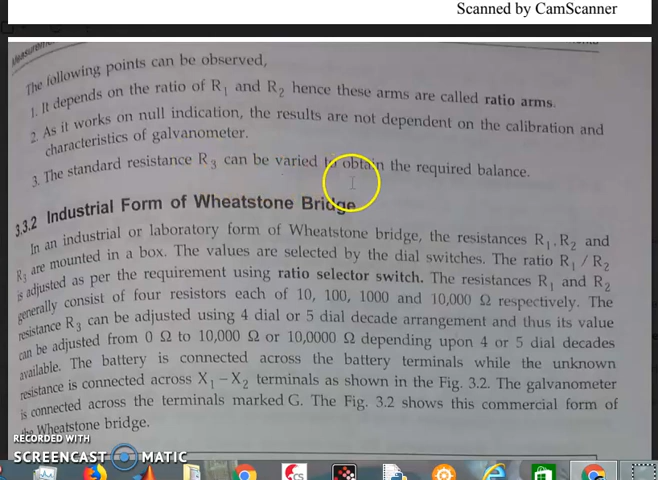 Scanned by CamScanner
The following points can be observed,
1. It depends on the ratio of R1 and R2 hence these arms are called ratio arms.
2. As it works on null indication, the results are not dependent on the calibration and
characteristics of galvanometer.
3. The standard resistance R3 can be varied to obtain the required balance.
3.3.2 Industrial Form of Wheatstone Bridge
In an industrial or laboratory form of Wheatstone bridge, the resistances R1, R2 and
R3 are mounted in a box. The values are selected by the dial switches. The ratio R1 / R2
is adjusted as per the requirement using ratio selector switch. The resistances R1 and R2
generally consist of four resistors each of 10, 100, 1000 and 10,000 Ω respectively. The
resistance R3 can be adjusted using 4 dial or 5 dial decade arrangement and thus its value
can be adjusted from 0 Ω to 10,000 Ω or 10,0000 Ω depending upon 4 or 5 dial decades
available. The battery is connected across the battery terminals while the unknown
resistance is connected across X1 - X2 terminals as shown in the Fig. 3.2. The galvanometer
is connected across the terminals marked G. The Fig. 3.2 shows this commercial form of
the Wheatstone bridge.
RECORDED WITH
SCREENCAST MATIC